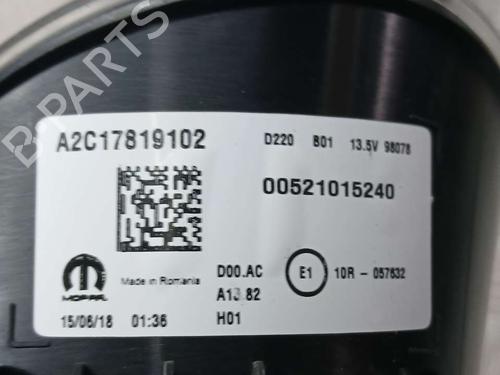 B-PARTS
A2C17819102
D220 B01 13.5V 98078
00521015240
MOPAR
Made in Romania
D00.AC
E1
10R - 057632
A13.82
15/06/18 01:36
H01